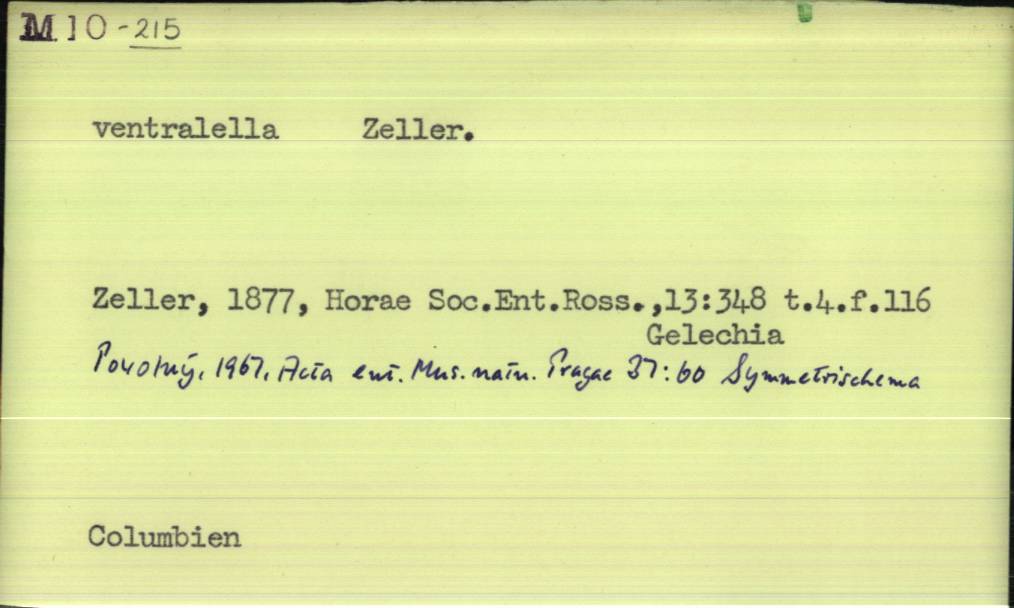 M10-215
ventralella Zeller.
Zeller, 1877, Horae Soc.Ent.Ross.,13:348 t.4.f.116
Gelechia
Povolný, 1967, Acta ent. Mus. natn. Pragae 37:60 Symmetrischema
Columbien